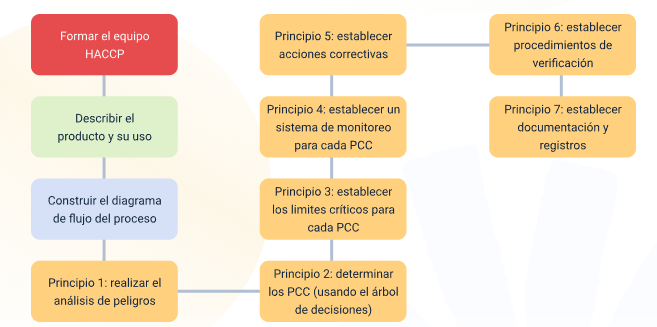 Formar el equipo
HACCP
Describir el
producto y su uso
Construir el diagrama
de flujo del proceso
Principio 1: realizar el
análisis de peligros
Principio 2: determinar
los PCC (usando el árbol
de decisiones)
Principio 3: establecer
los limites críticos para
cada PCC
Principio 4: establecer un
sistema de monitoreo
para cada PCC
Principio 5: establecer
acciones correctivas
Principio 6: establecer
procedimientos de
verificación
Principio 7: establecer
documentación y
registros